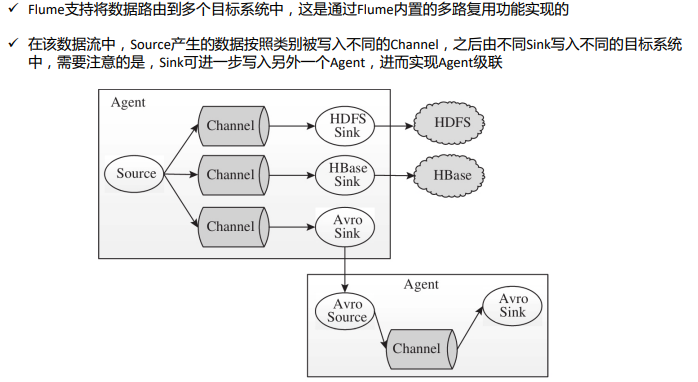 ✓ Flume支持将数据路由到多个目标系统中，这是通过Flume内置的多路复用功能实现的
✓ 在该数据流中，Source产生的数据按照类别被写入不同的Channel，之后由不同Sink写入不同的目标系统
中，需要注意的是，Sink可进一步写入另外一个Agent，进而实现Agent级联
Agent
Channel
HDFS
Sink
HDFS
Source
Channel
HBase
Sink
HBase
Channel
Avro
Sink
Agent
Avro
Source
Channel
Avro
Sink